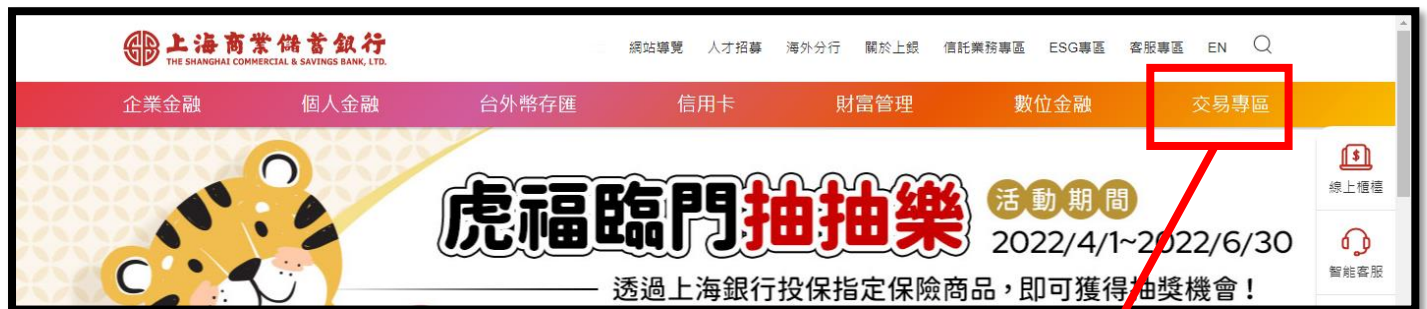 上海商業儲蓄銀行
THE SHANGHAI COMMERCIAL & SAVINGS BANK, LTD.
網站導覽 人才招募 海外分行 關於上銀 信託業務專區 ESG專區 客服專區 EN
企業金融 個人金融 台外幣存匯 信用卡 財富管理 數位金融 交易專區
虎福臨門抽抽樂
活動期間
2022/4/1~2022/6/30
透過上海銀行投保指定保險商品，即可獲得抽獎機會！
線上櫃檯
智能客服